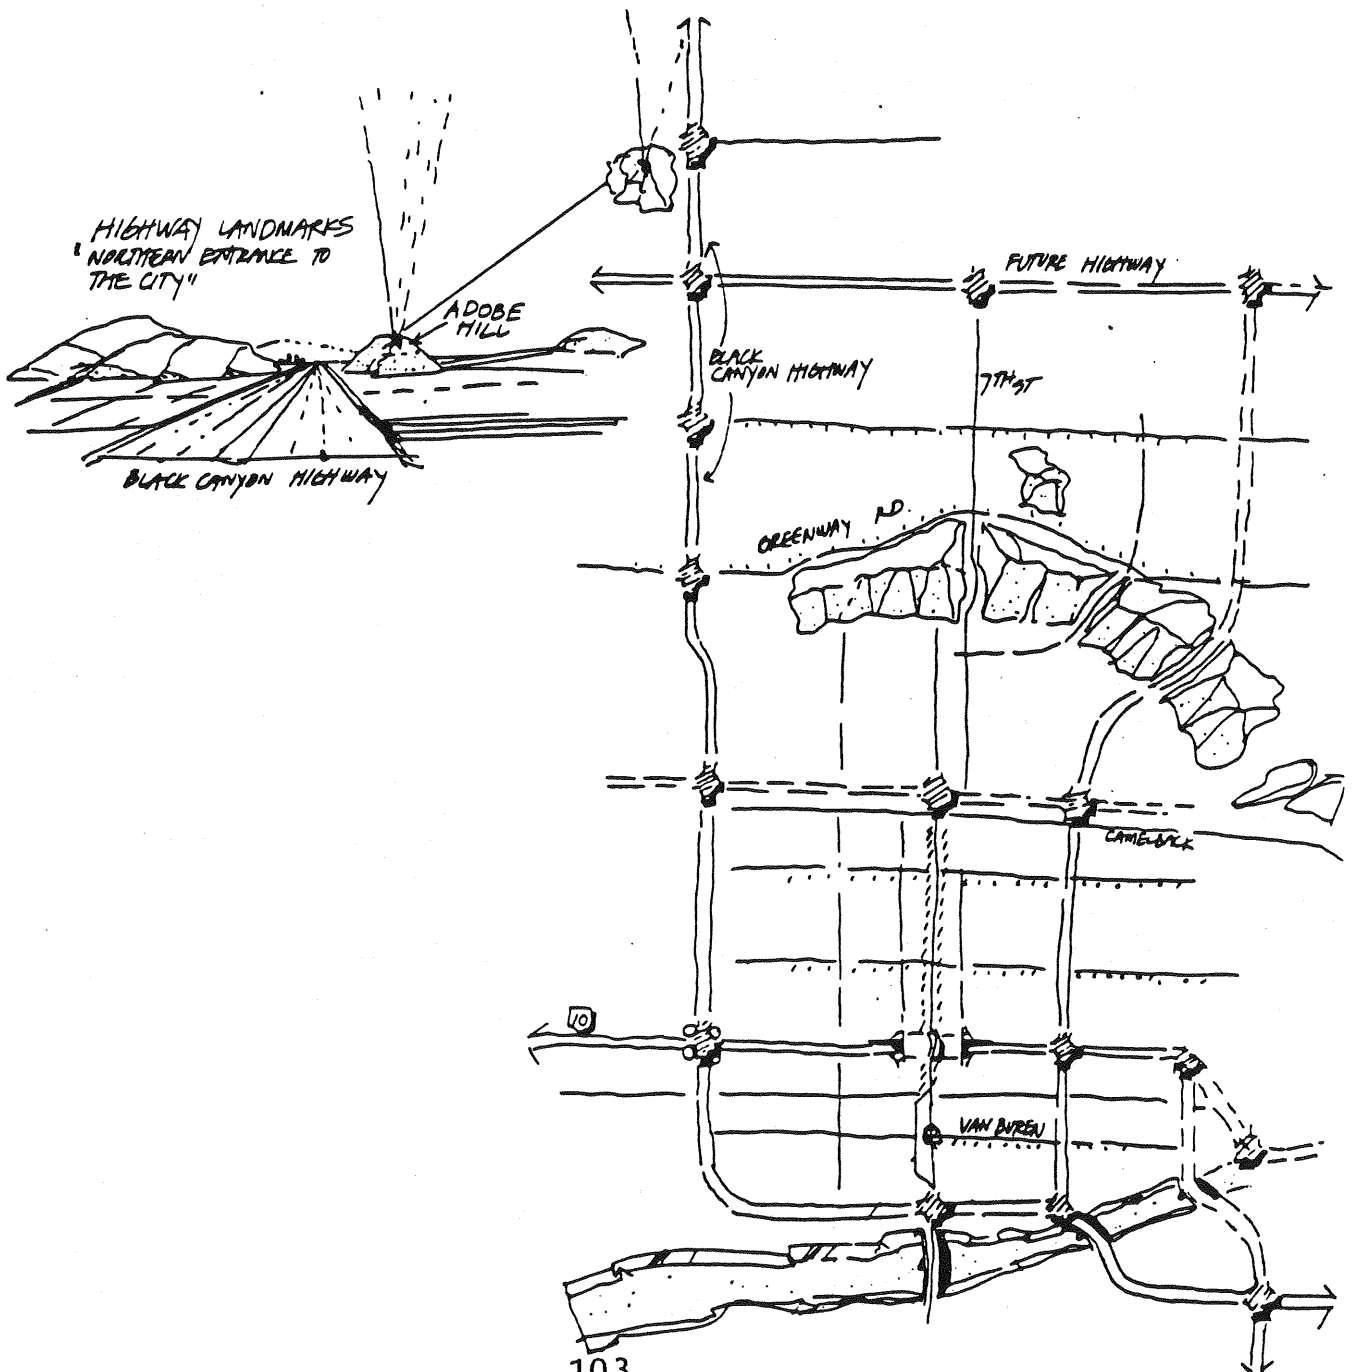 HIGHWAY LANDMARKS
"NORTHERN ENTRANCE TO
THE CITY"
ADOBE
HILL
BLACK CANYON HIGHWAY
FUTURE HIGHWAY
BLACK
CANYON HIGHWAY
7TH ST
GREENWAY RD
CAMELBACK
10
VAN BUREN
103